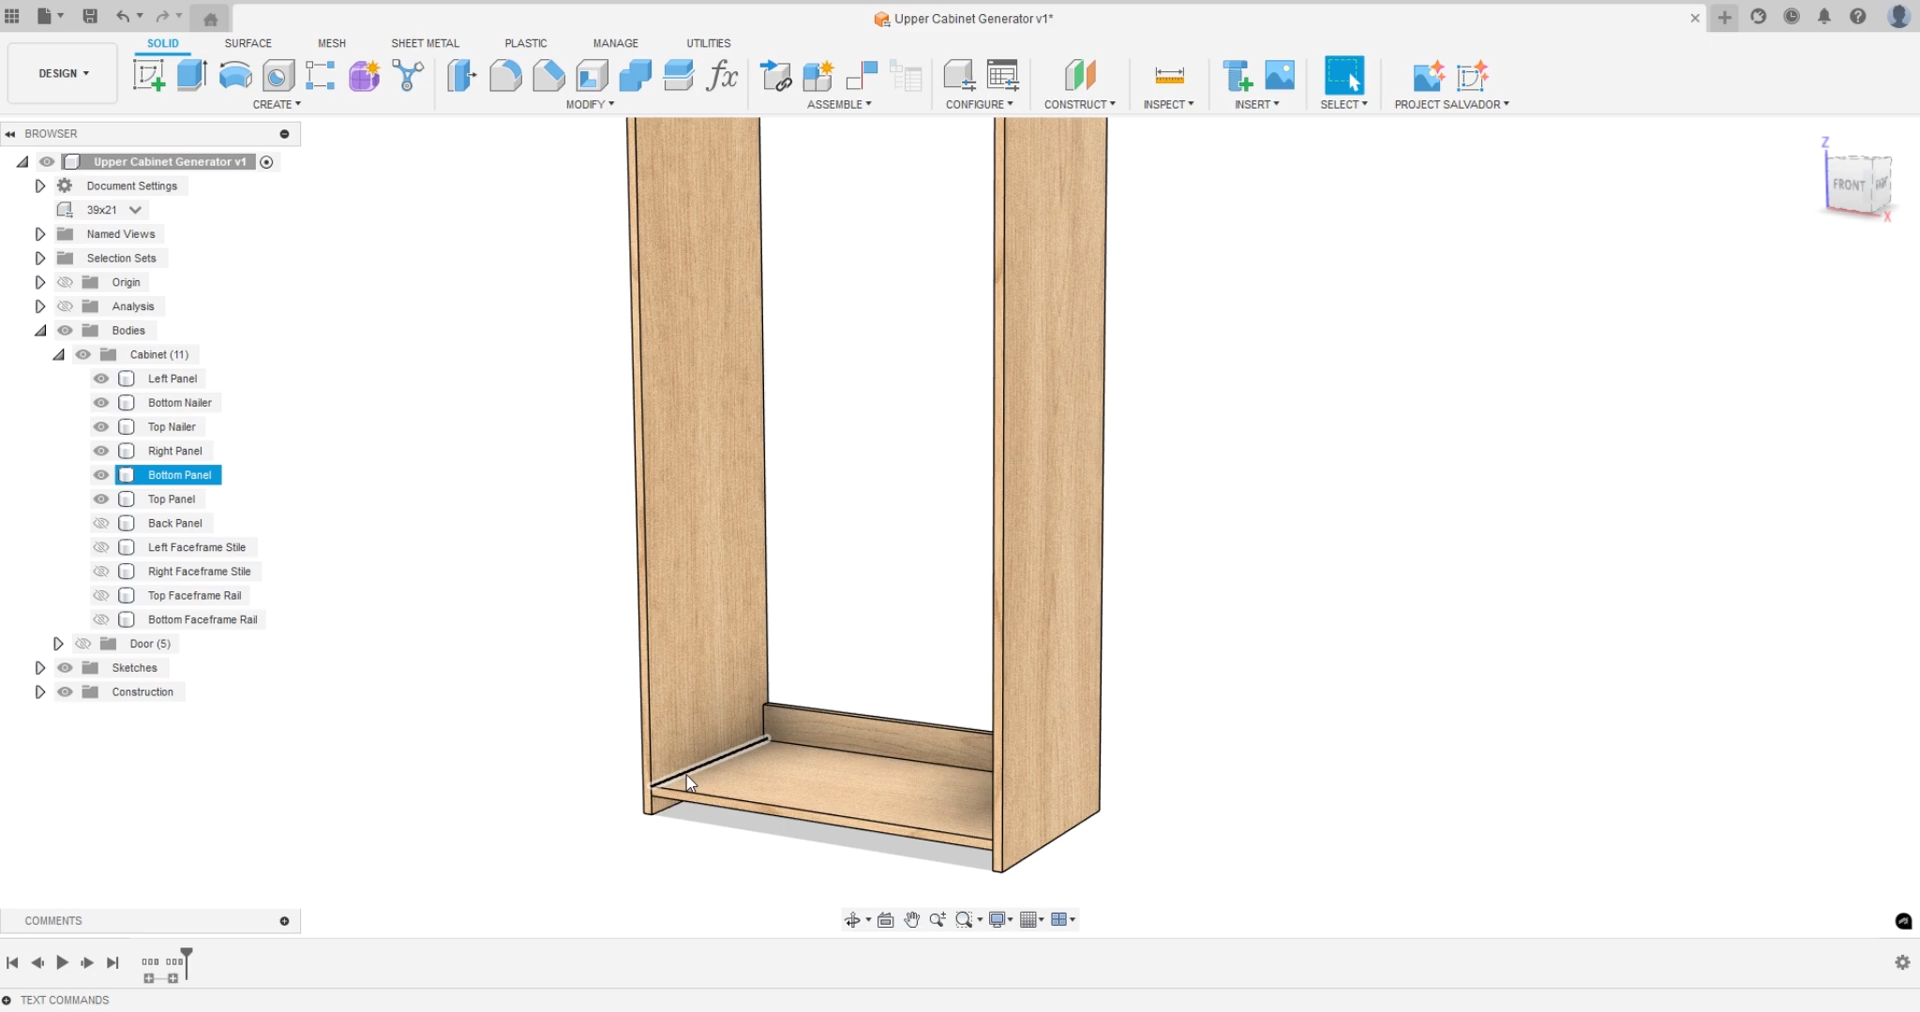 Upper Cabinet Generator v1*
SOLID SURFACE MESH SHEET METAL PLASTIC MANAGE UTILITIES
DESIGN
fx
CREATE MODIFY ASSEMBLE CONFIGURE CONSTRUCT INSPECT INSERT SELECT PROJECT SALVADOR
BROWSER
Upper Cabinet Generator v1
Document Settings
39x21
Named Views
Selection Sets
Origin
Analysis
Bodies
Cabinet (11)
Left Panel
Bottom Nailer
Top Nailer
Right Panel
Bottom Panel
Top Panel
Back Panel
Left Faceframe Stile
Right Faceframe Stile
Top Faceframe Rail
Bottom Faceframe Rail
Door (5)
Sketches
Construction
Z
FRONT
X
COMMENTS
TEXT COMMANDS